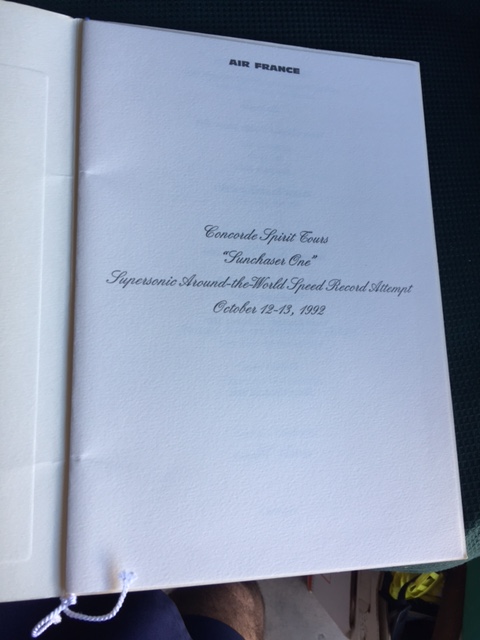 AIR FRANCE
Concorde Spirit Tours
"Sunchaser One"
Supersonic Around-the-World Speed Record Attempt
October 12-13, 1992